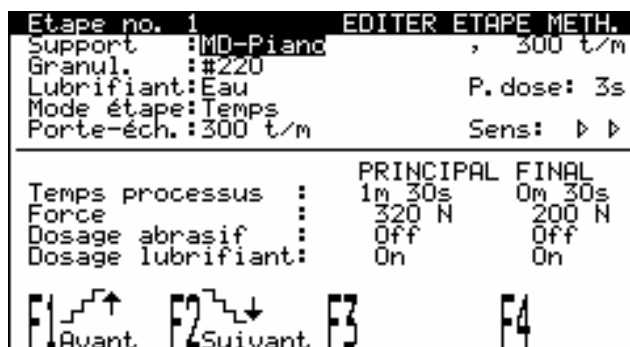 Etape no. 1 EDITER ETAPE METH.
Support :MD-Piano , 300 t/m
Granul. :#220
Lubrifiant:Eau P.dose: 3s
Mode étape:Temps
Porte-éch.:300 t/m Sens: ▷ ▷
PRINCIPAL FINAL
Temps processus : 1m 30s 0m 30s
Force : 320 N 200 N
Dosage abrasif : Off Off
Dosage lubrifiant: On On
F1 Avant F2 Suivant F3 F4